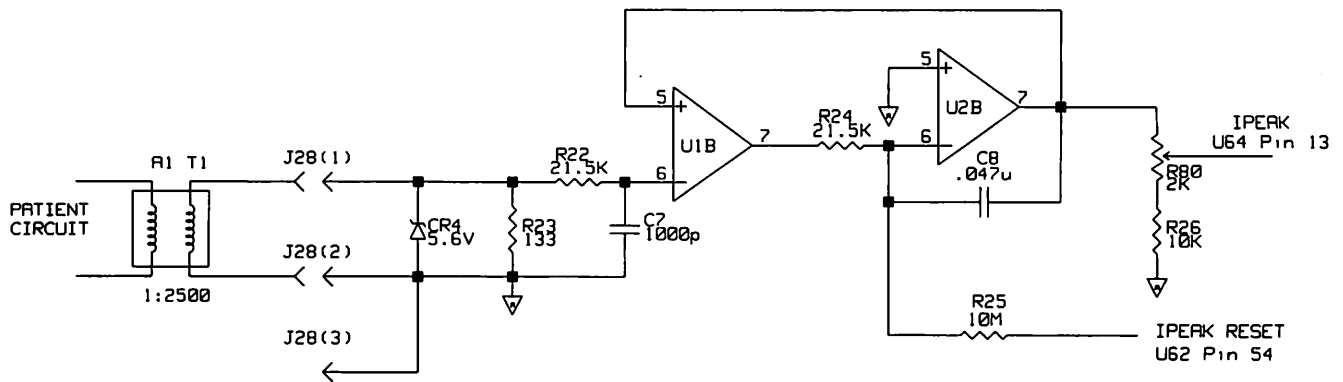 A1 T1
PATIENT
CIRCUIT
1:2500
J28(1)
J28(2)
J28(3)
CR4
5.6V
R23
133
R22
21.5K
C7
1000p
5
+
6
-
U1B
7
R24
21.5K
A
5
+
6
-
U2B
7
C8
.047u
IPEAK
U64 Pin 13
R80
2K
R26
10K
A
R25
10M
IPEAK RESET
U62 Pin 54
A